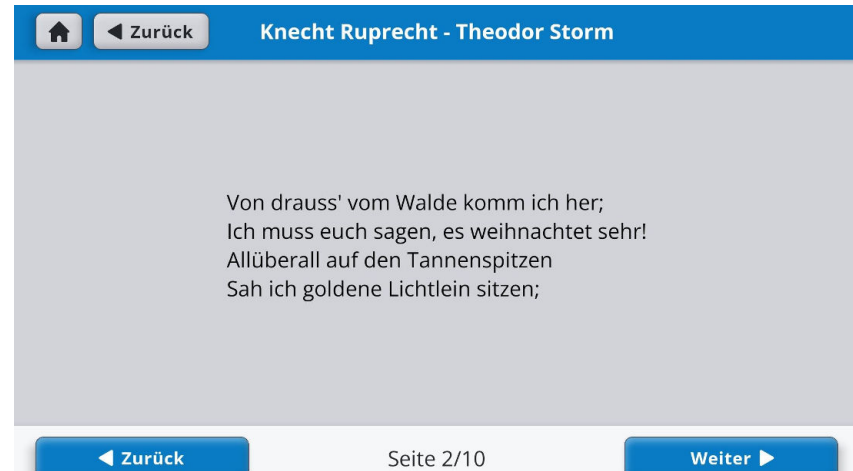 Zurück
Knecht Ruprecht - Theodor Storm
Von drauss' vom Walde komm ich her;
Ich muss euch sagen, es weihnachtet sehr!
Allüberall auf den Tannenspitzen
Sah ich goldene Lichtlein sitzen;
Zurück
Seite 2/10
Weiter